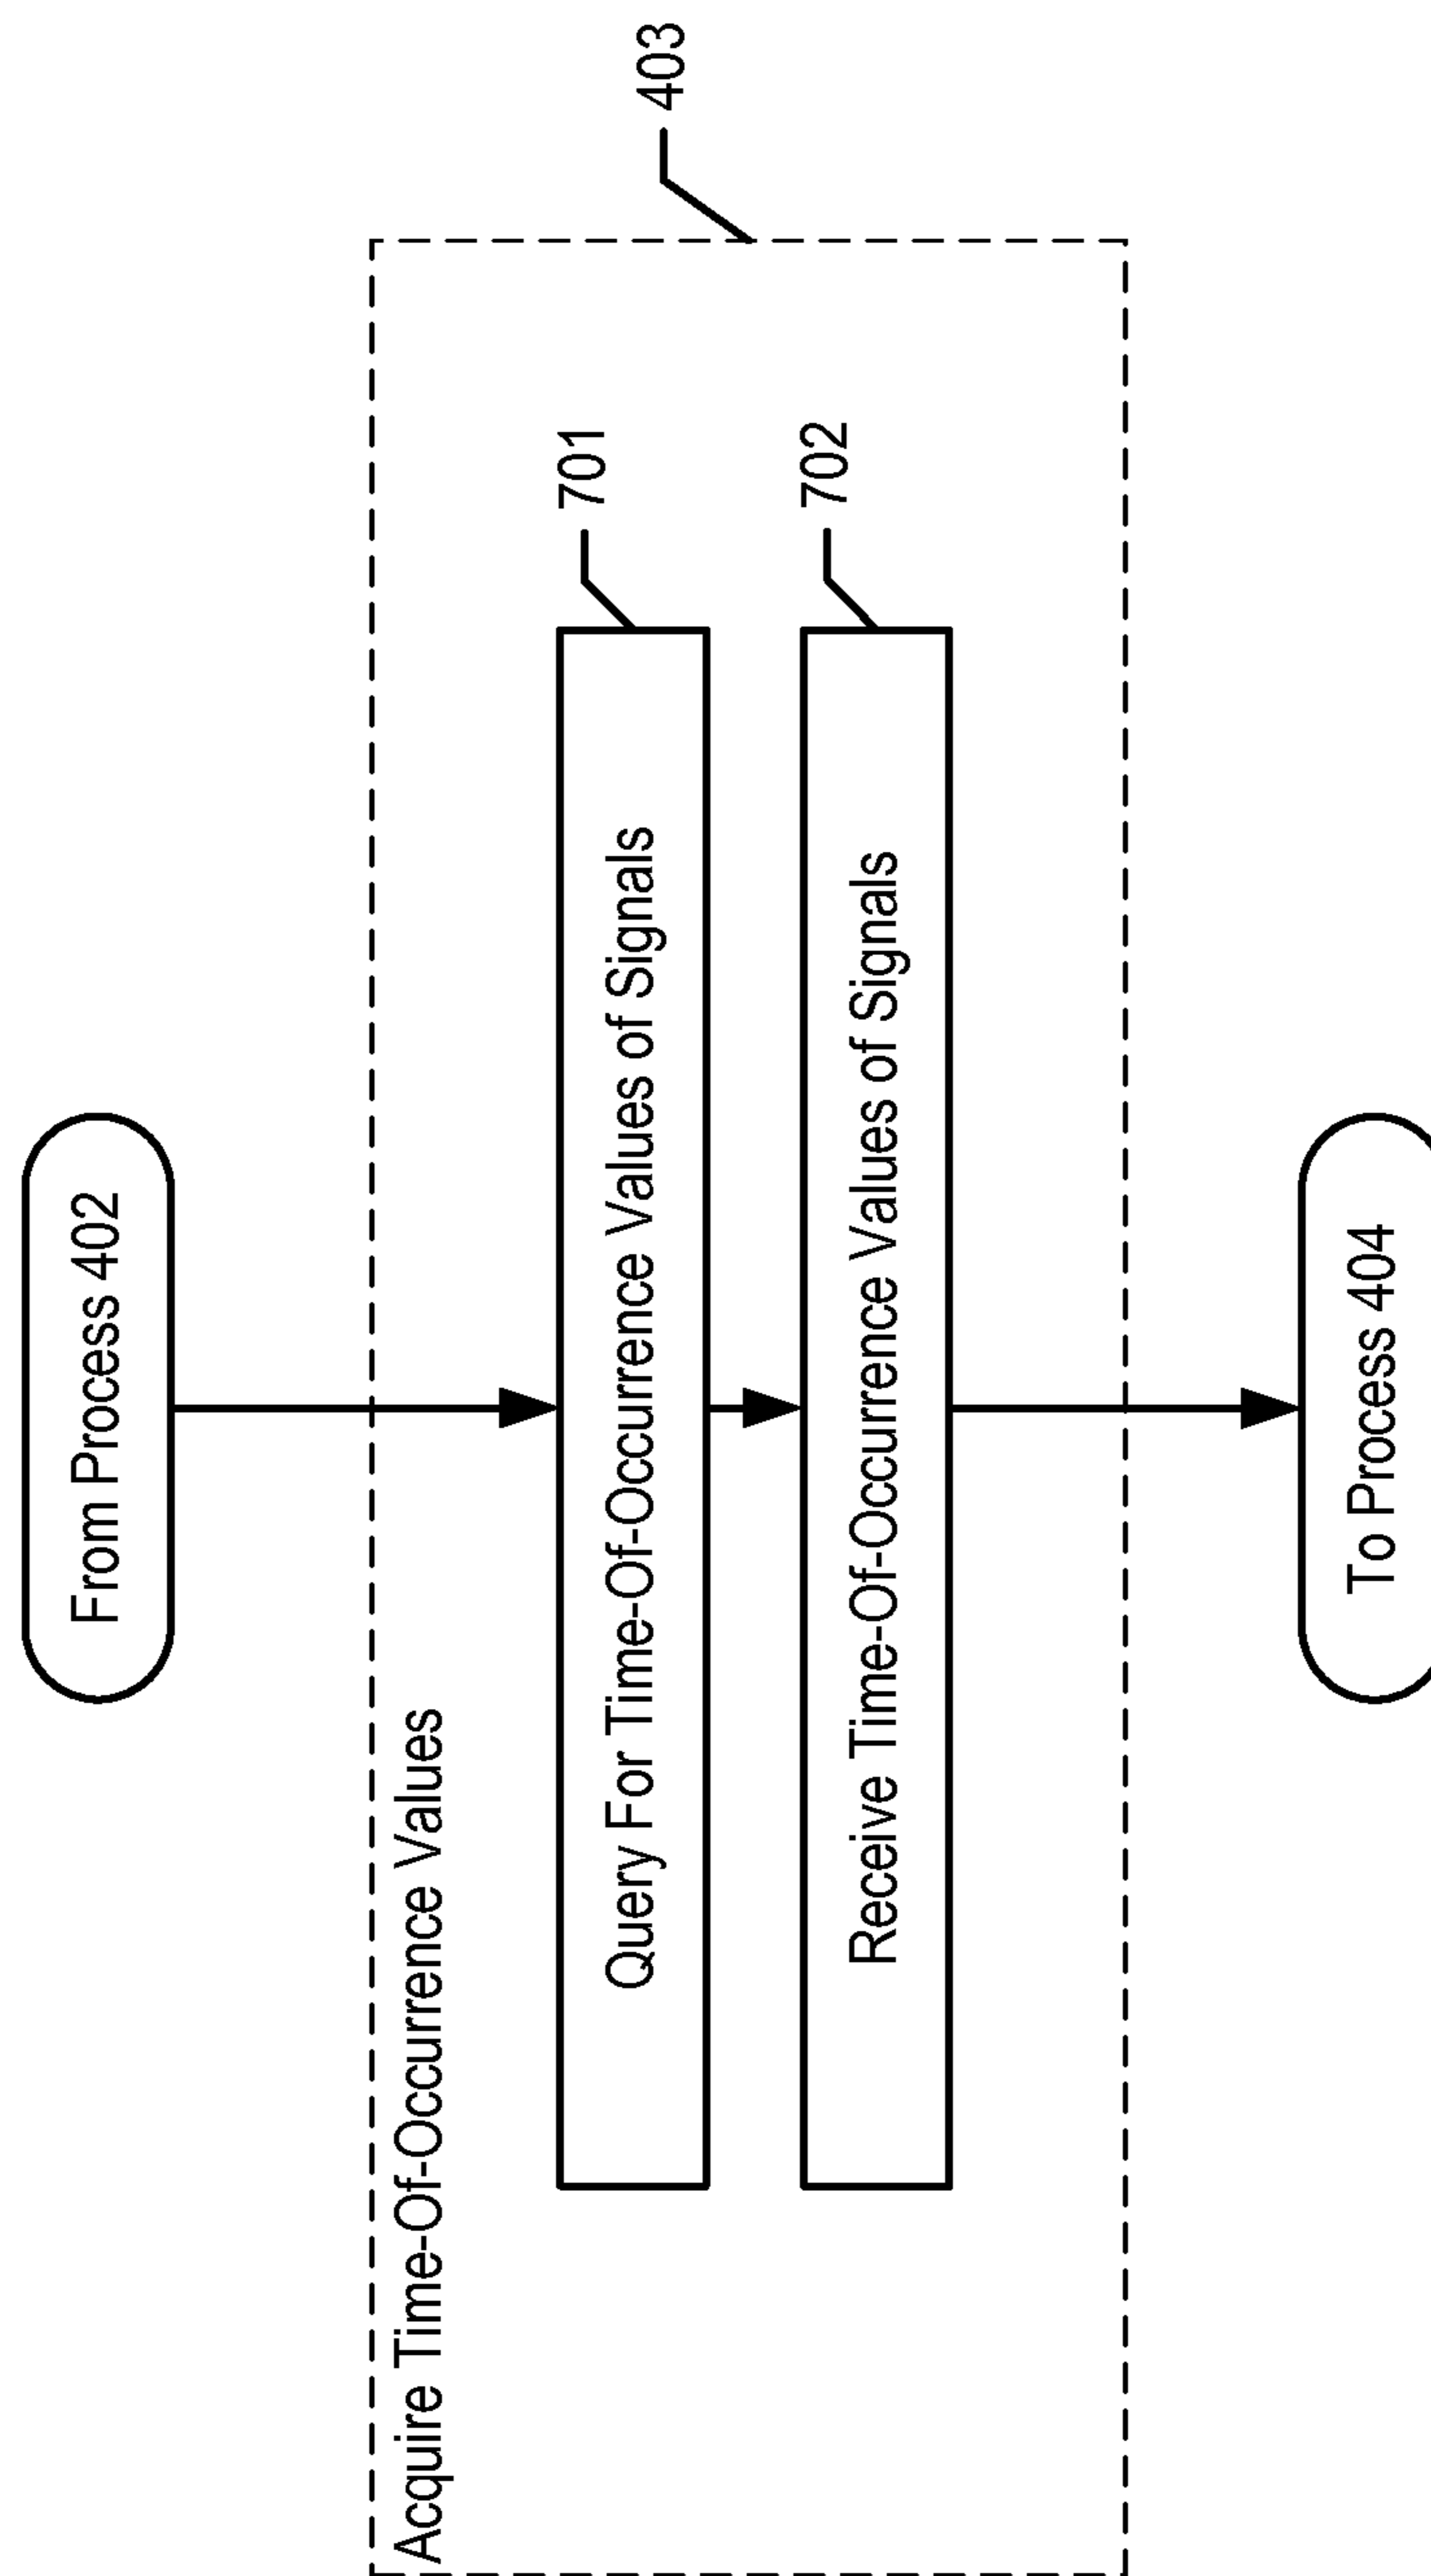 From Process 402
403
Acquire Time-Of-Occurrence Values
701
Query For Time-Of-Occurrence Values of Signals
702
Receive Time-Of-Occurrence Values of Signals
To Process 404